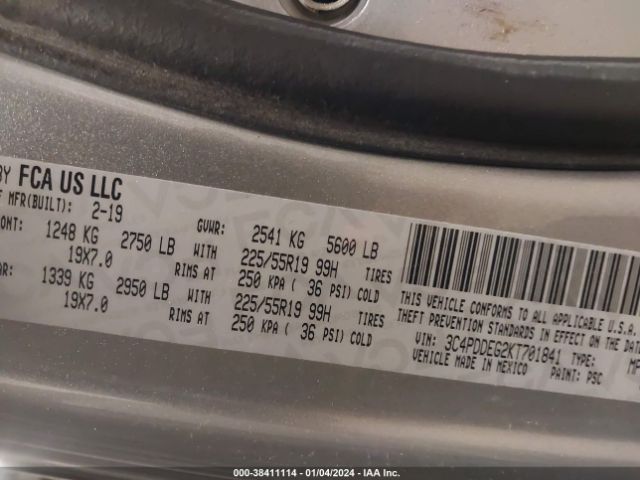 BY FCA US LLC
F MFR(BUILT): 2-19
GVWR: 2541 KG 5600 LB
ONT: 1248 KG 2750 LB WITH 225/55R19 99H TIRES
19X7.0 RIMS AT 250 KPA ( 36 PSI) COLD
AR: 1339 KG 2950 LB WITH 225/55R19 99H TIRES
19X7.0 RIMS AT 250 KPA ( 36 PSI) COLD
THIS VEHICLE CONFORMS TO ALL APPLICABLE U.S.A.
THEFT PREVENTION STANDARDS IN EFFECT ON THE DATE
VIN: 3C4PDDEG2KT701841 TYPE: MP
VEHICLE MADE IN MEXICO PAINT: PSC
000-38411114 - 01/04/2024 - IAA Inc.